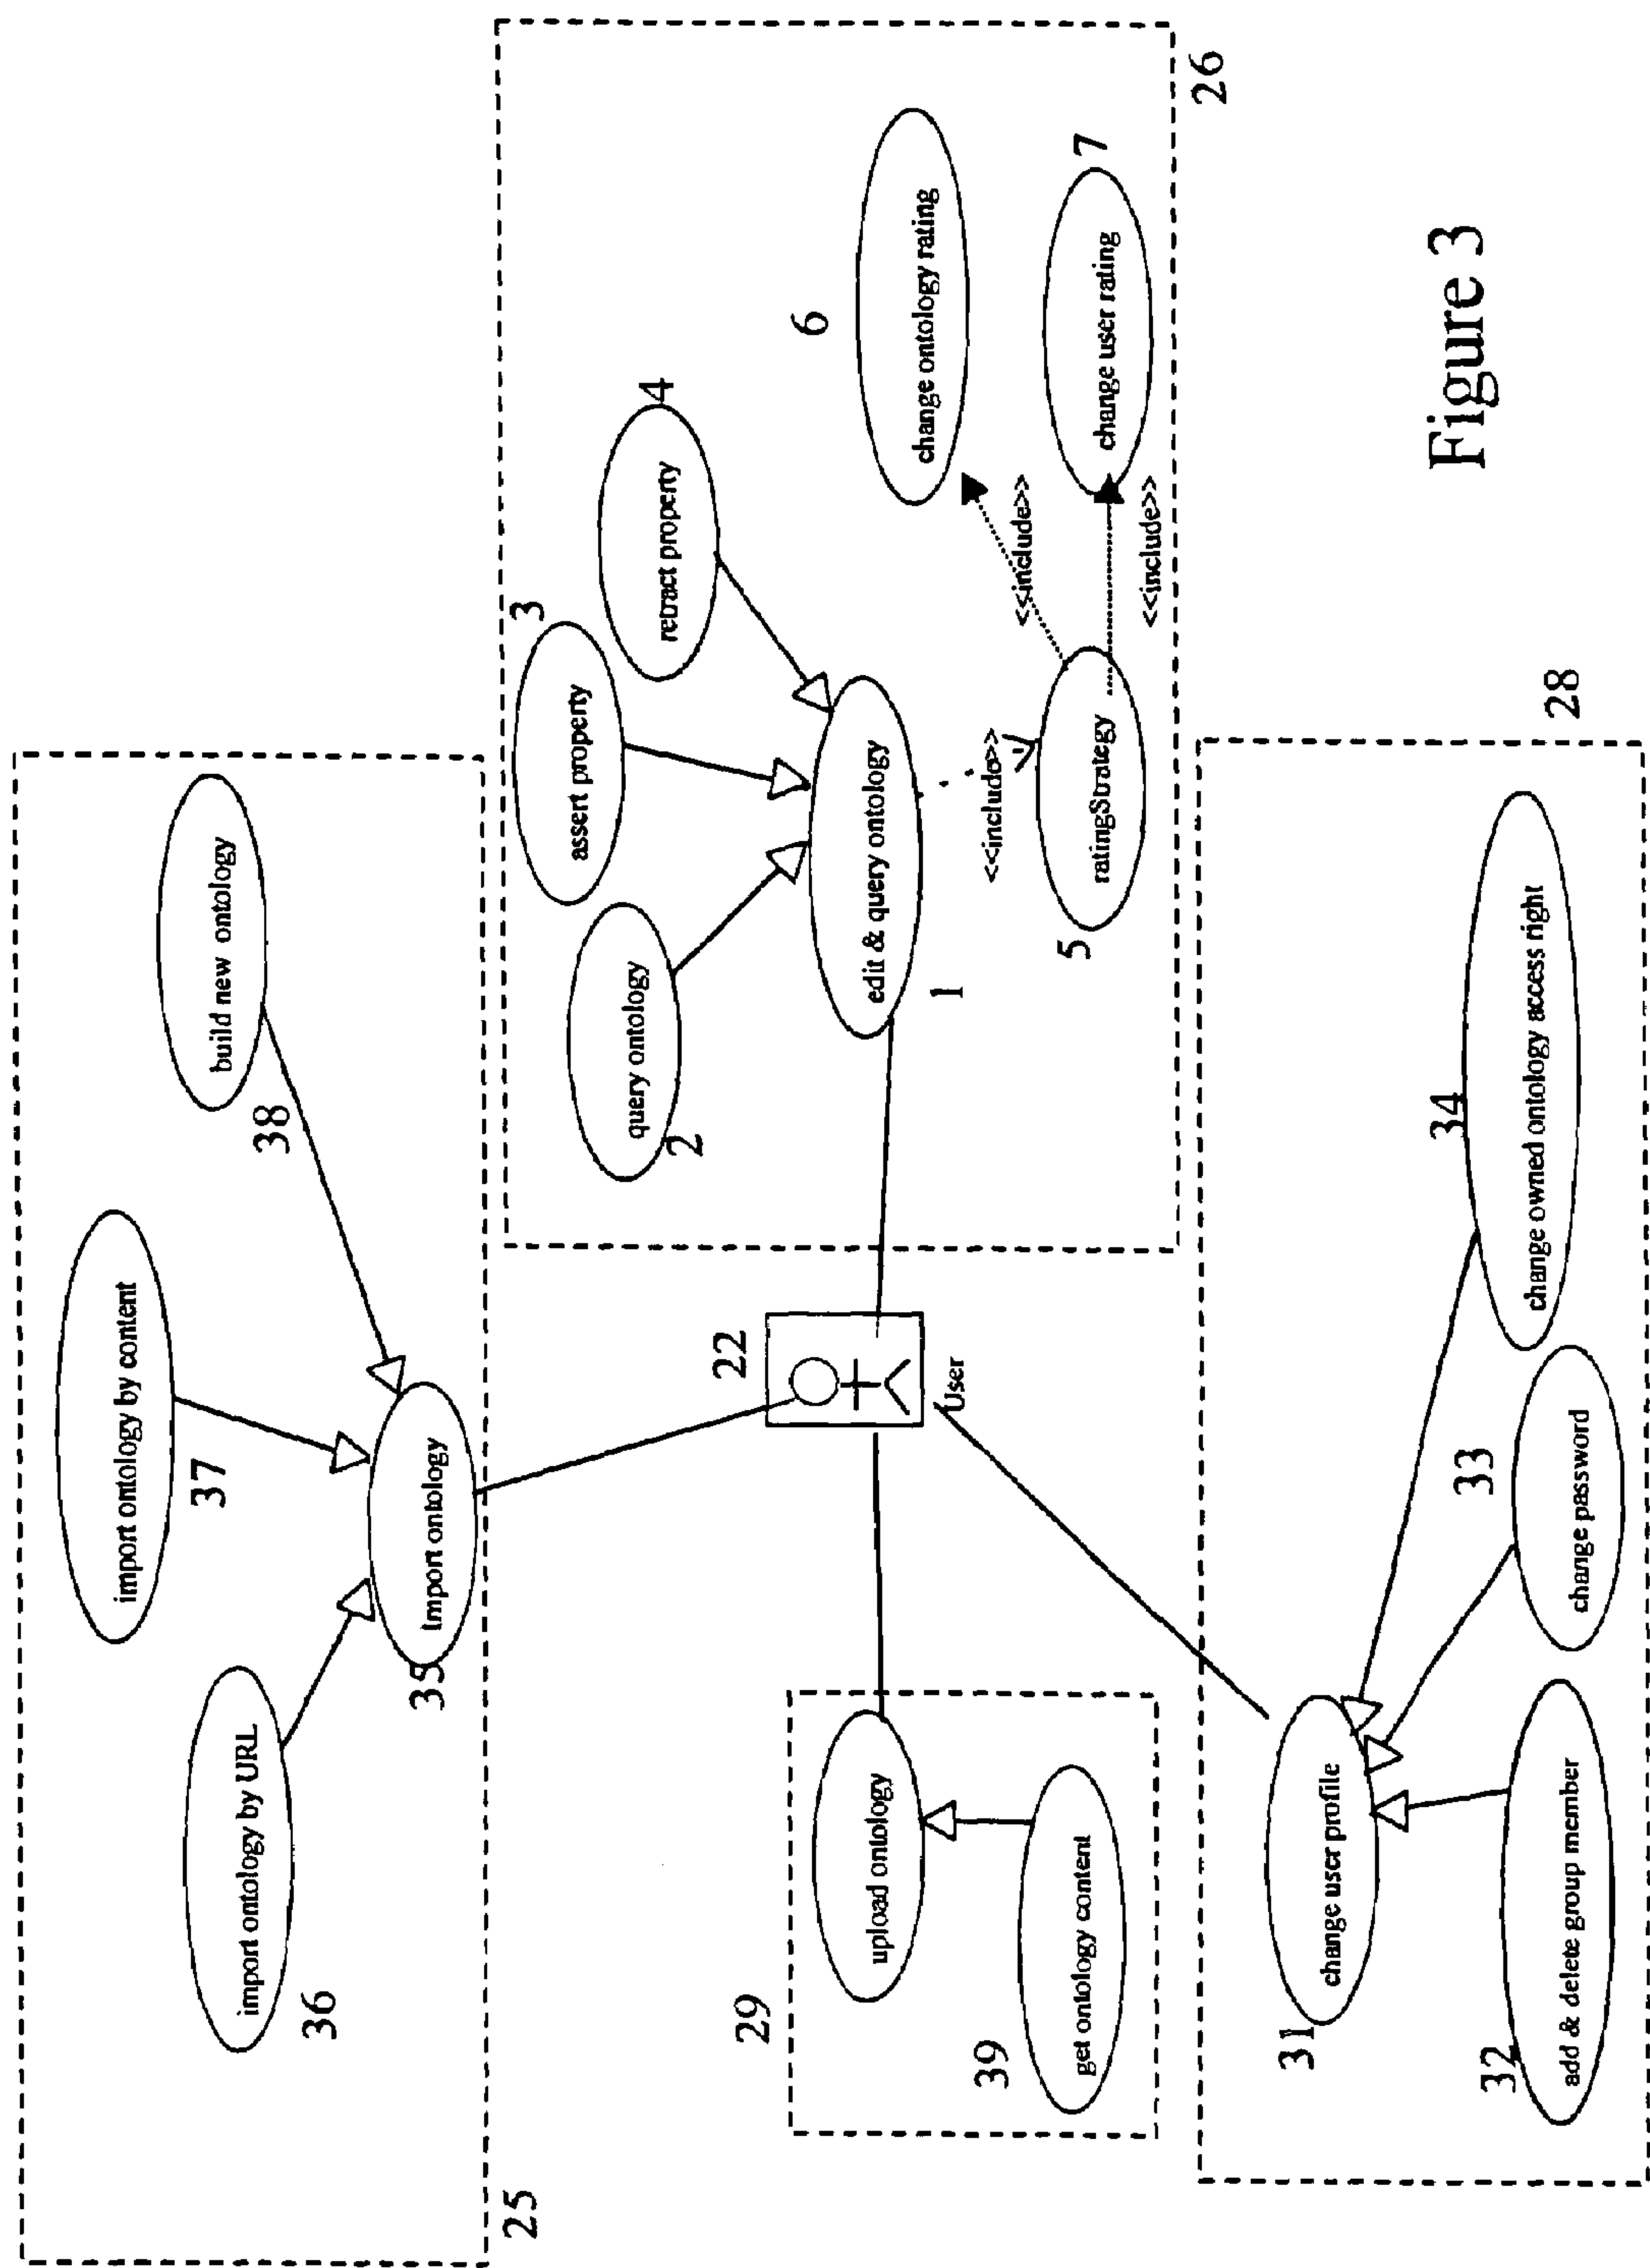 25
import ontology by URL
36
import ontology by content
37
build new ontology
38
Import ontology
35
22
User
29
upload ontology
39
get ontology content
26
query ontology
2
assert property
3
retract property
4
edit & query ontology
1
<<include>>
ratingStrategy
5
<<include>>
<<include>>
6
change ontology rating
change user rating
7
28
change user profile
31
add & delete group member
32
change password
33
change owned ontology access right
34
Figure 3